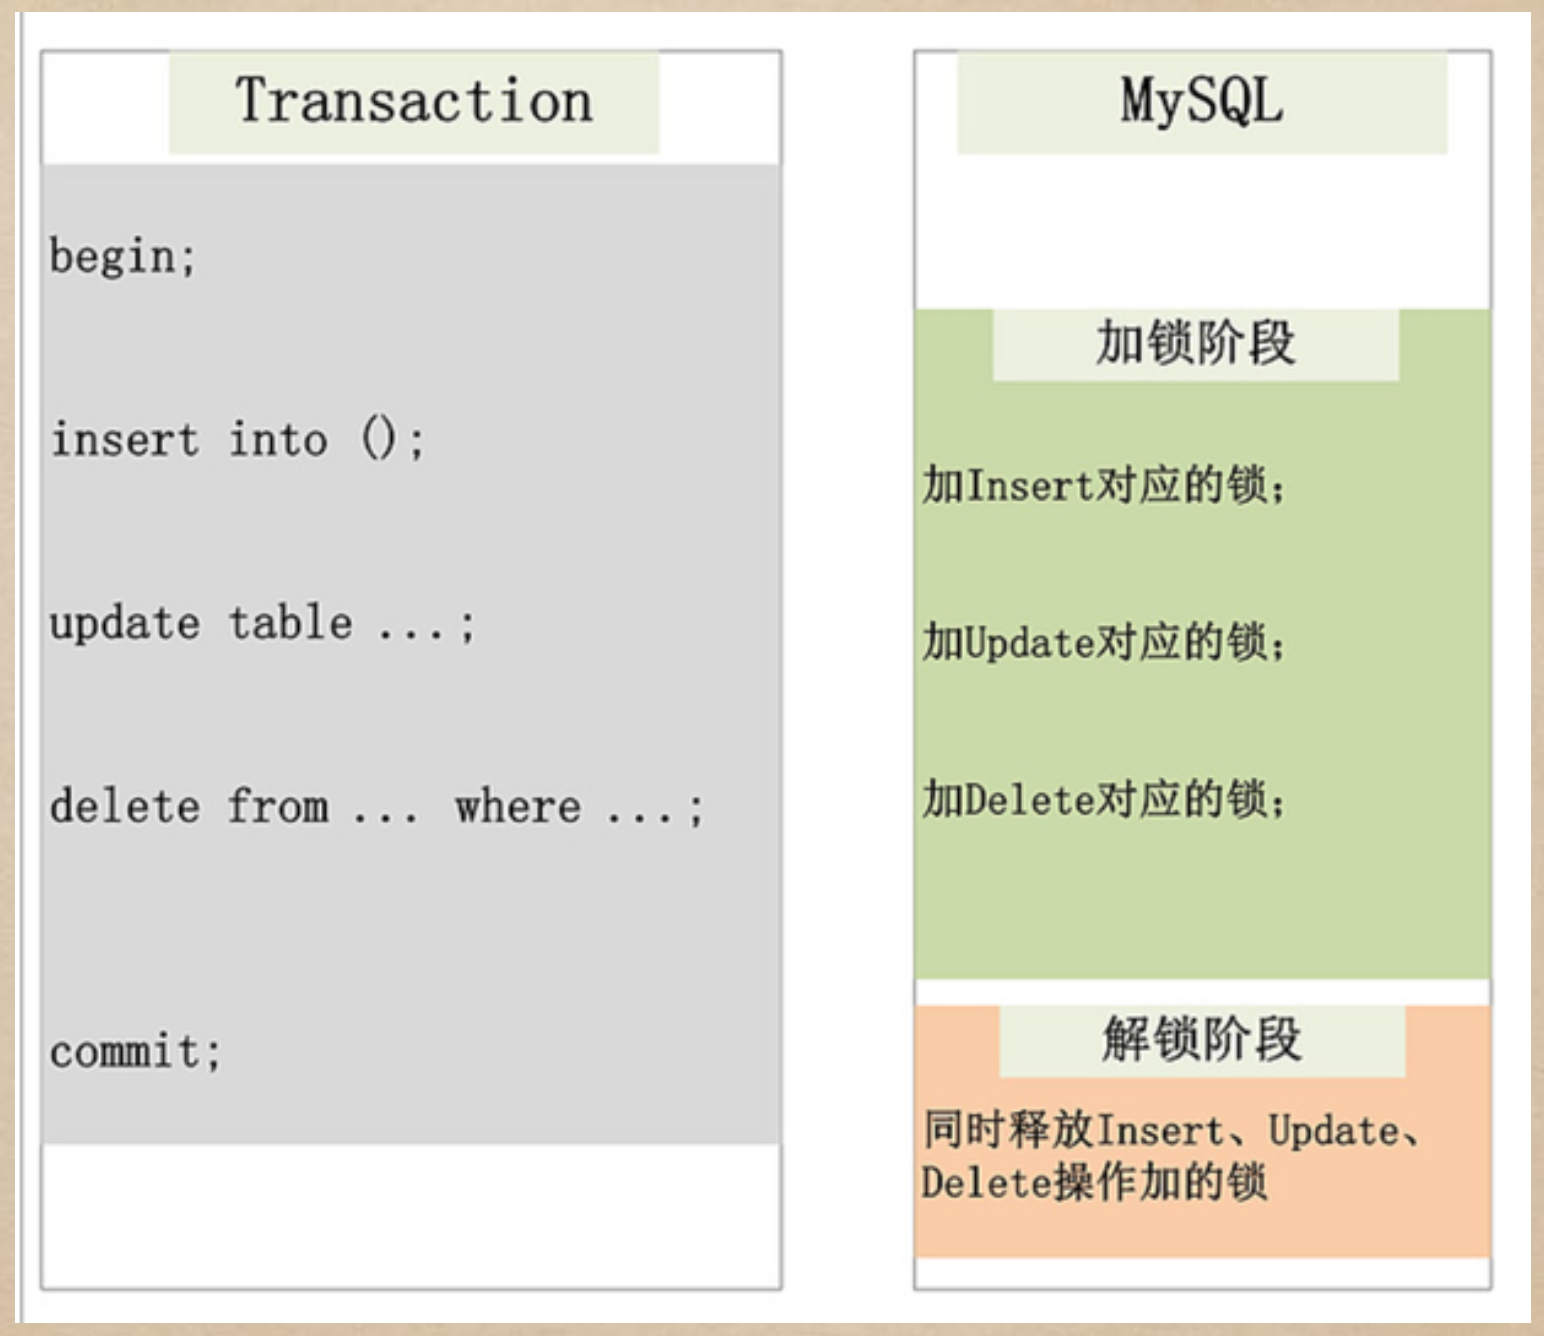 Transaction
begin;
insert into ();
update table ...;
delete from ... where ...;
commit;
MySQL
加锁阶段
加Insert对应的锁;
加Update对应的锁;
加Delete对应的锁;
解锁阶段
同时释放Insert、Update、
Delete操作加的锁